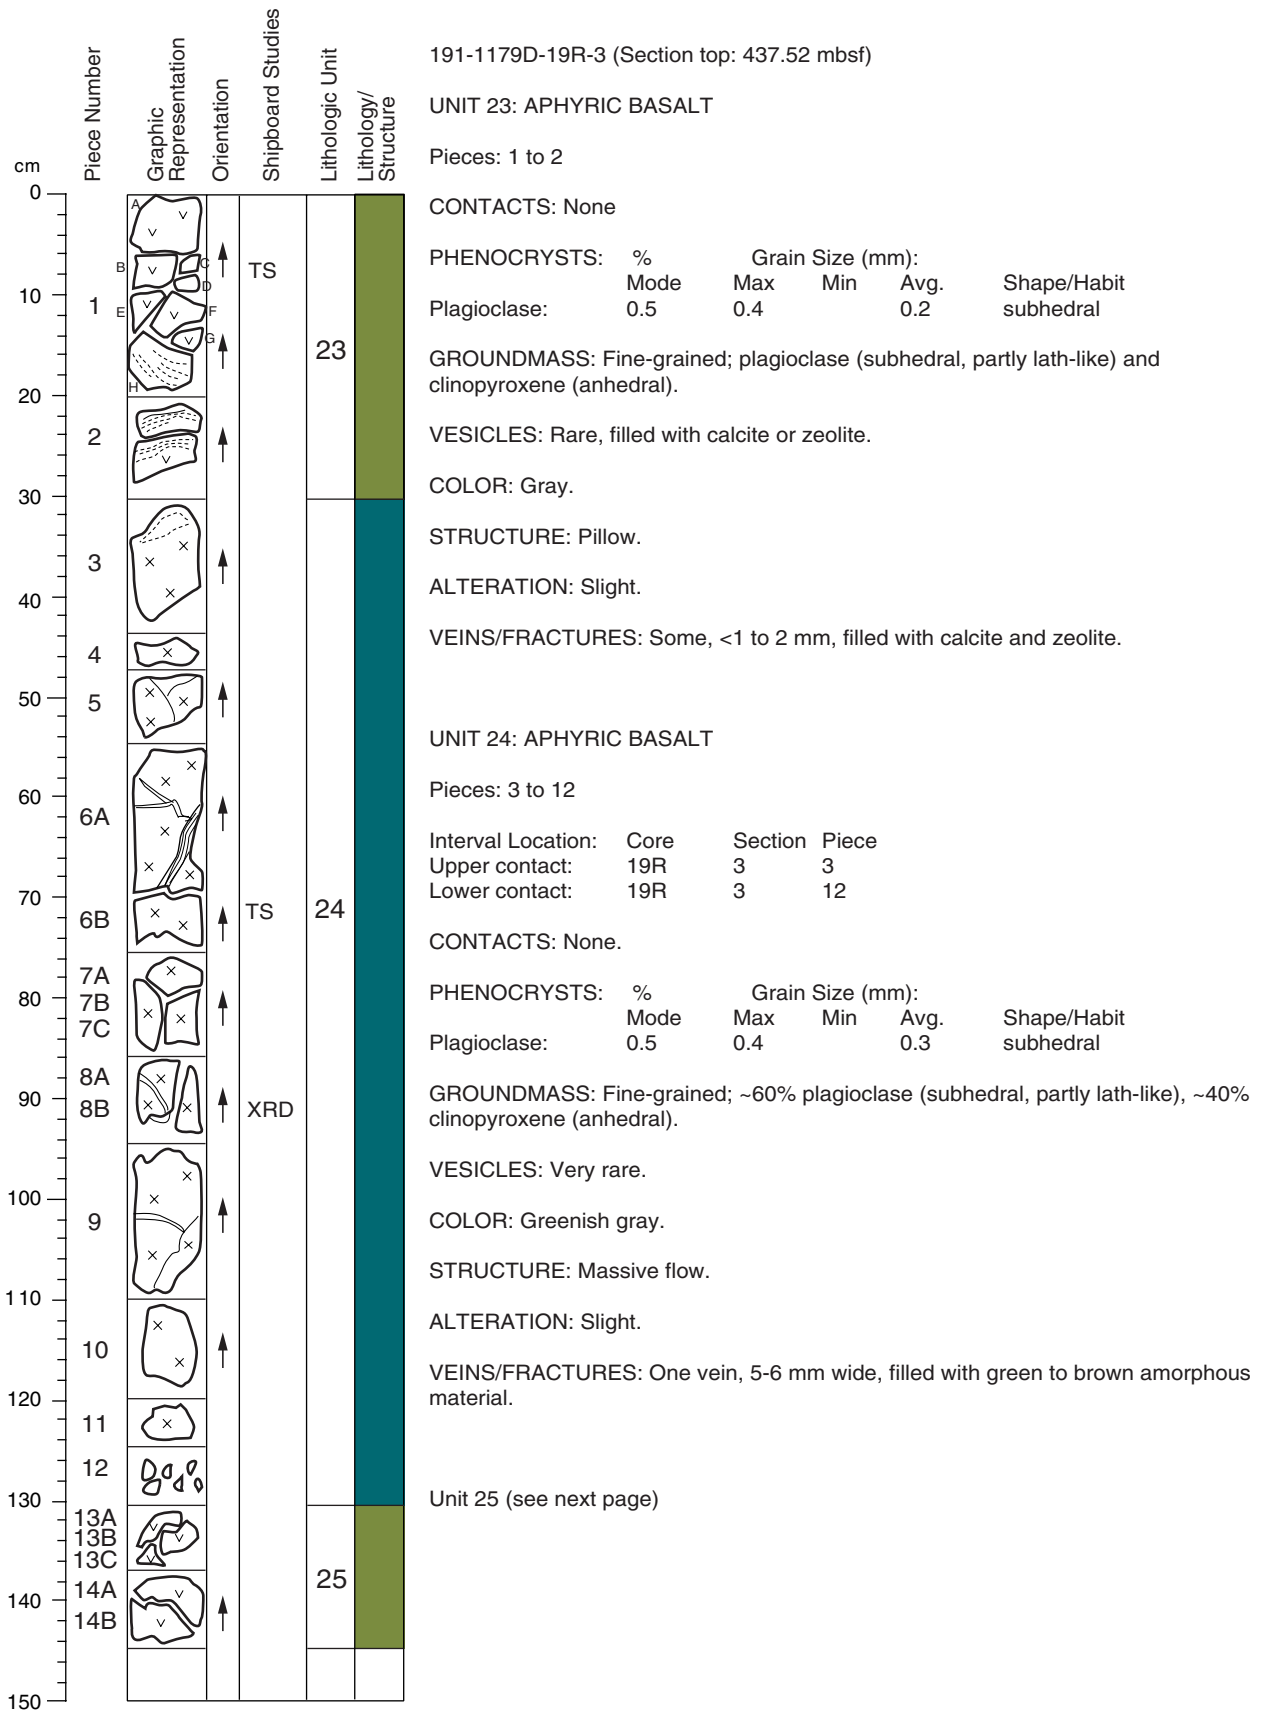 cm
Piece Number
Graphic
Representation
Orientation
Shipboard Studies
Lithologic Unit
Lithology/
Structure
0
10
20
30
40
50
60
70
80
90
100
110
120
130
140
150
1
2
3
4
5
6A
6B
7A
7B
7C
8A
8B
9
10
11
12
13A
13B
13C
14A
14B
A
B
C
D
E
F
G
H
TS
TS
XRD
23
24
25
191-1179D-19R-3 (Section top: 437.52 mbsf)
UNIT 23: APHYRIC BASALT
Pieces: 1 to 2
CONTACTS: None
PHENOCRYSTS: % Grain Size (mm):
Mode Max Min Avg. Shape/Habit
Plagioclase: 0.5 0.4 0.2 subhedral
GROUNDMASS: Fine-grained; plagioclase (subhedral, partly lath-like) and
clinopyroxene (anhedral).
VESICLES: Rare, filled with calcite or zeolite.
COLOR: Gray.
STRUCTURE: Pillow.
ALTERATION: Slight.
VEINS/FRACTURES: Some, <1 to 2 mm, filled with calcite and zeolite.
UNIT 24: APHYRIC BASALT
Pieces: 3 to 12
Interval Location: Core Section Piece
Upper contact: 19R 3 3
Lower contact: 19R 3 12
CONTACTS: None.
PHENOCRYSTS: % Grain Size (mm):
Mode Max Min Avg. Shape/Habit
Plagioclase: 0.5 0.4 0.3 subhedral
GROUNDMASS: Fine-grained; ~60% plagioclase (subhedral, partly lath-like), ~40%
clinopyroxene (anhedral).
VESICLES: Very rare.
COLOR: Greenish gray.
STRUCTURE: Massive flow.
ALTERATION: Slight.
VEINS/FRACTURES: One vein, 5-6 mm wide, filled with green to brown amorphous
material.
Unit 25 (see next page)